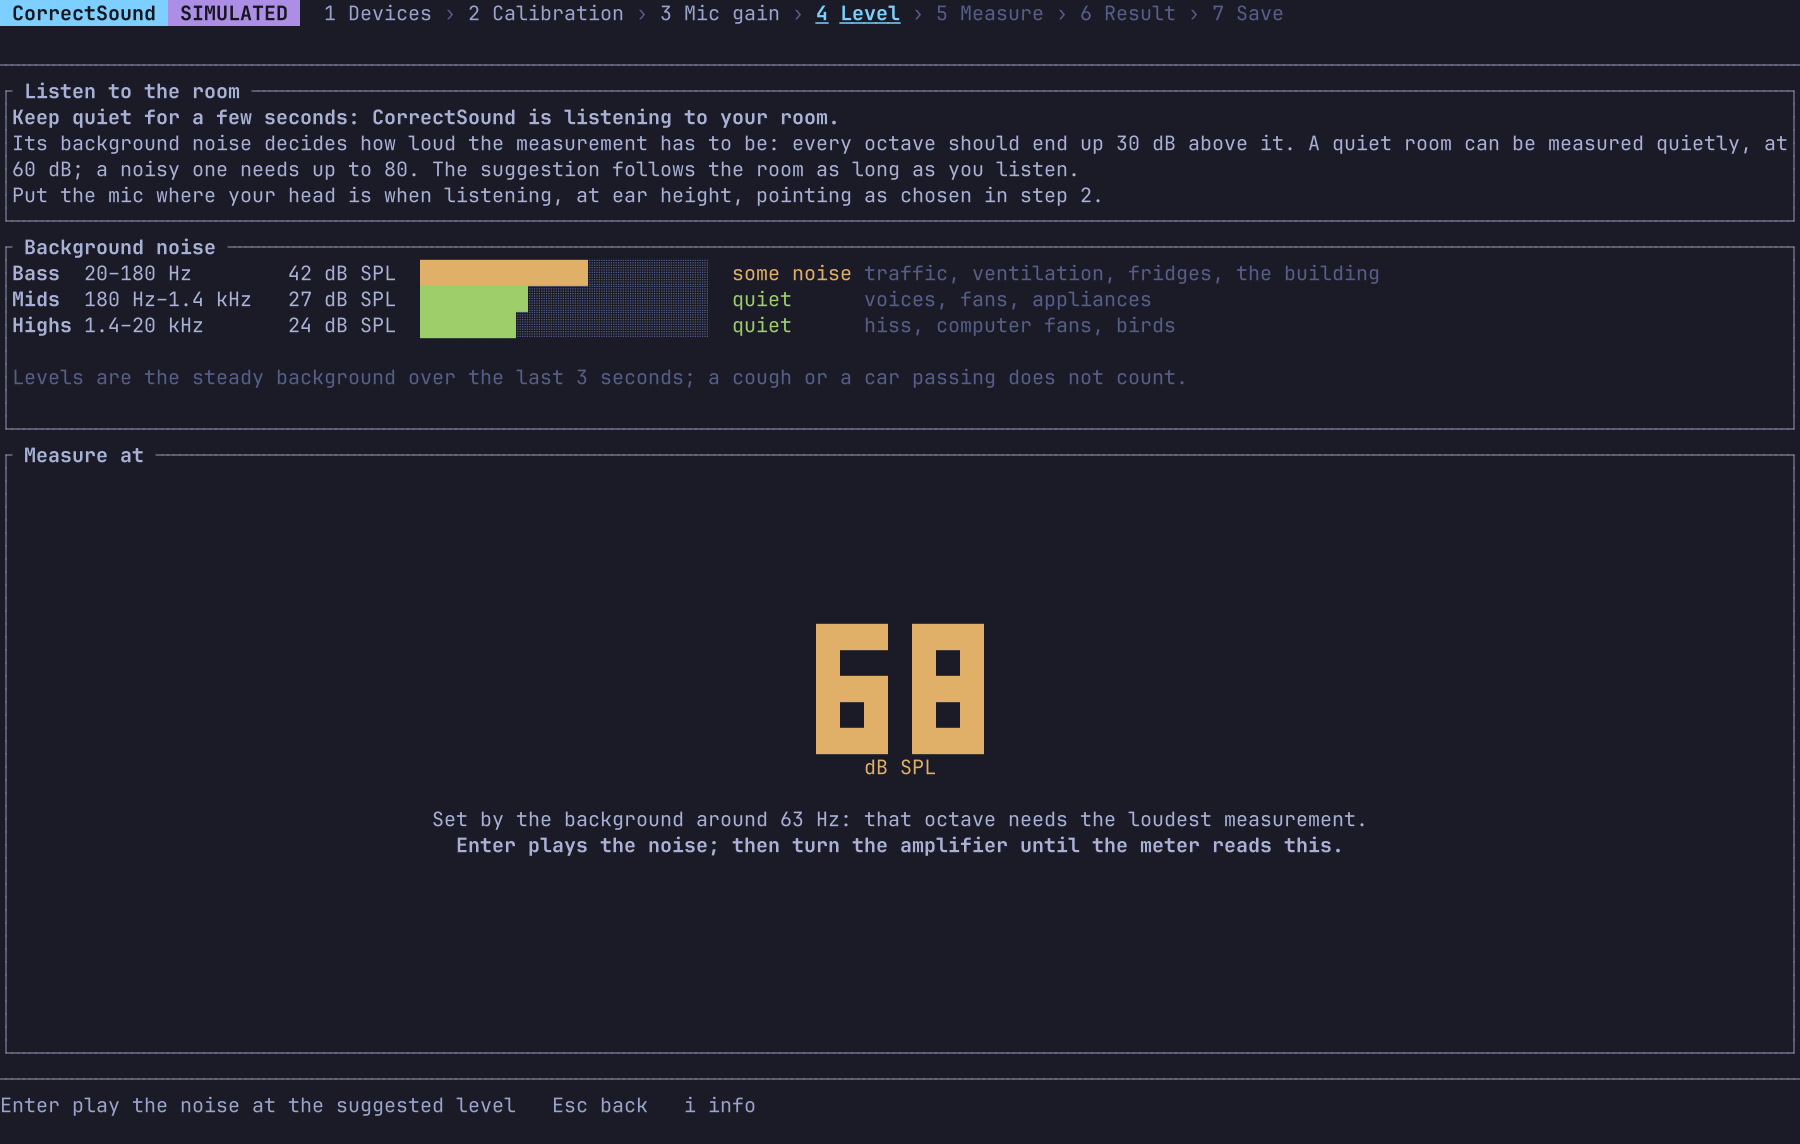 CorrectSound SIMULATED 1 Devices › 2 Calibration › 3 Mic gain › 4 Level › 5 Measure › 6 Result › 7 Save
Listen to the room
Keep quiet for a few seconds: CorrectSound is listening to your room.
Its background noise decides how loud the measurement has to be: every octave should end up 30 dB above it. A quiet room can be measured quietly, at
60 dB; a noisy one needs up to 80. The suggestion follows the room as long as you listen.
Put the mic where your head is when listening, at ear height, pointing as chosen in step 2.
Background noise
Bass 20–180 Hz 42 dB SPL some noise traffic, ventilation, fridges, the building
Mids 180 Hz–1.4 kHz 27 dB SPL quiet voices, fans, appliances
Highs 1.4–20 kHz 24 dB SPL quiet hiss, computer fans, birds
Levels are the steady background over the last 3 seconds; a cough or a car passing does not count.
Measure at
68
dB SPL
Set by the background around 63 Hz: that octave needs the loudest measurement.
Enter plays the noise; then turn the amplifier until the meter reads this.
Enter play the noise at the suggested level Esc back i info